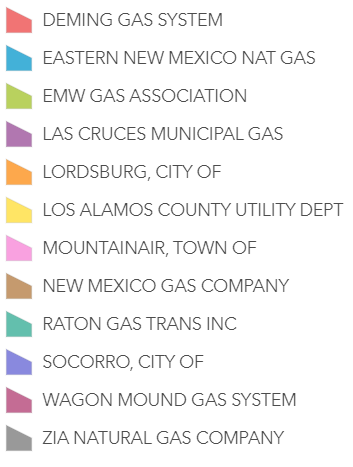 DEMING GAS SYSTEM
EASTERN NEW MEXICO NAT GAS
EMW GAS ASSOCIATION
LAS CRUCES MUNICIPAL GAS
LORDSBURG, CITY OF
LOS ALAMOS COUNTY UTILITY DEPT
MOUNTAINAIR, TOWN OF
NEW MEXICO GAS COMPANY
RATON GAS TRANS INC
SOCORRO, CITY OF
WAGON MOUND GAS SYSTEM
ZIA NATURAL GAS COMPANY